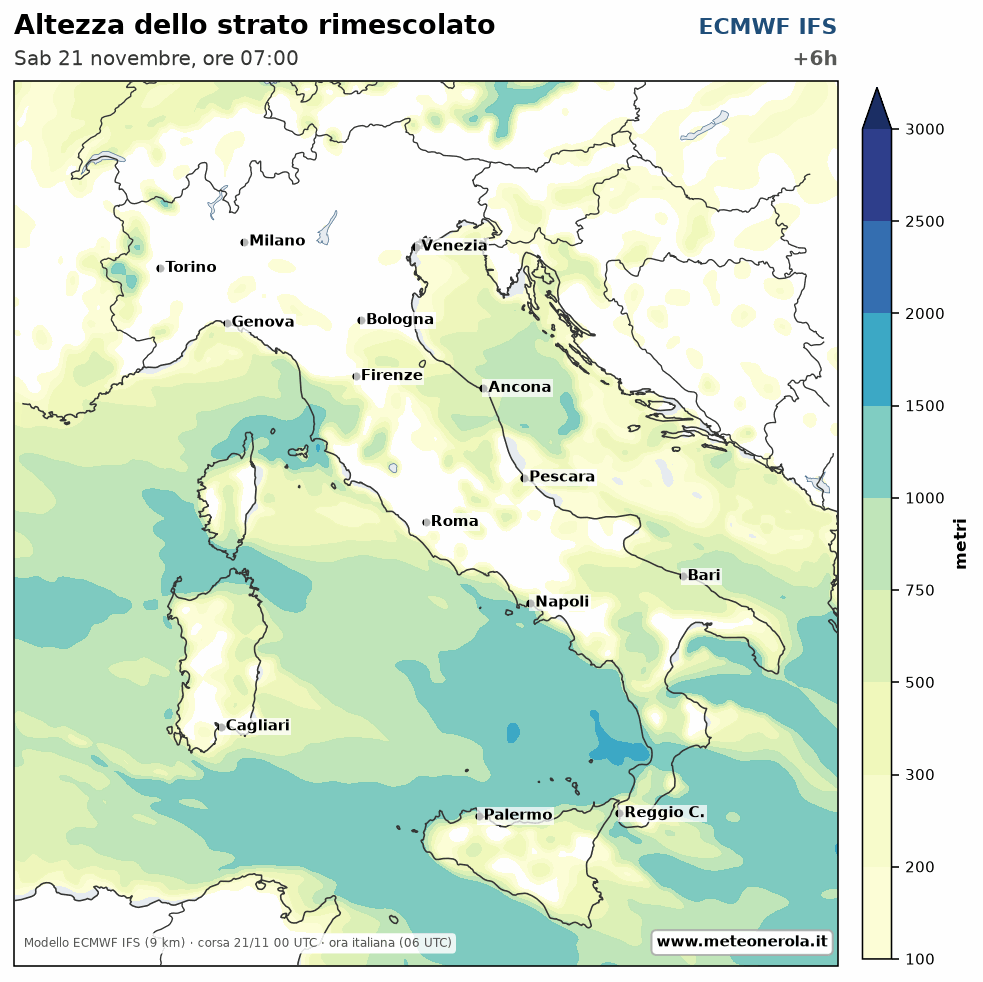 Altezza dello strato rimescolato
ECMWF IFS
Sab 21 novembre, ore 07:00
+6h
3000
2500
2000
1500
1000
750
500
300
200
100
metri
Milano
Venezia
Torino
Genova
Bologna
Firenze
Ancona
Pescara
Roma
Bari
Napoli
Cagliari
Palermo
Reggio C.
Modello ECMWF IFS (9 km) · corsa 21/11 00 UTC · ora italiana (06 UTC)
www.meteonerola.it